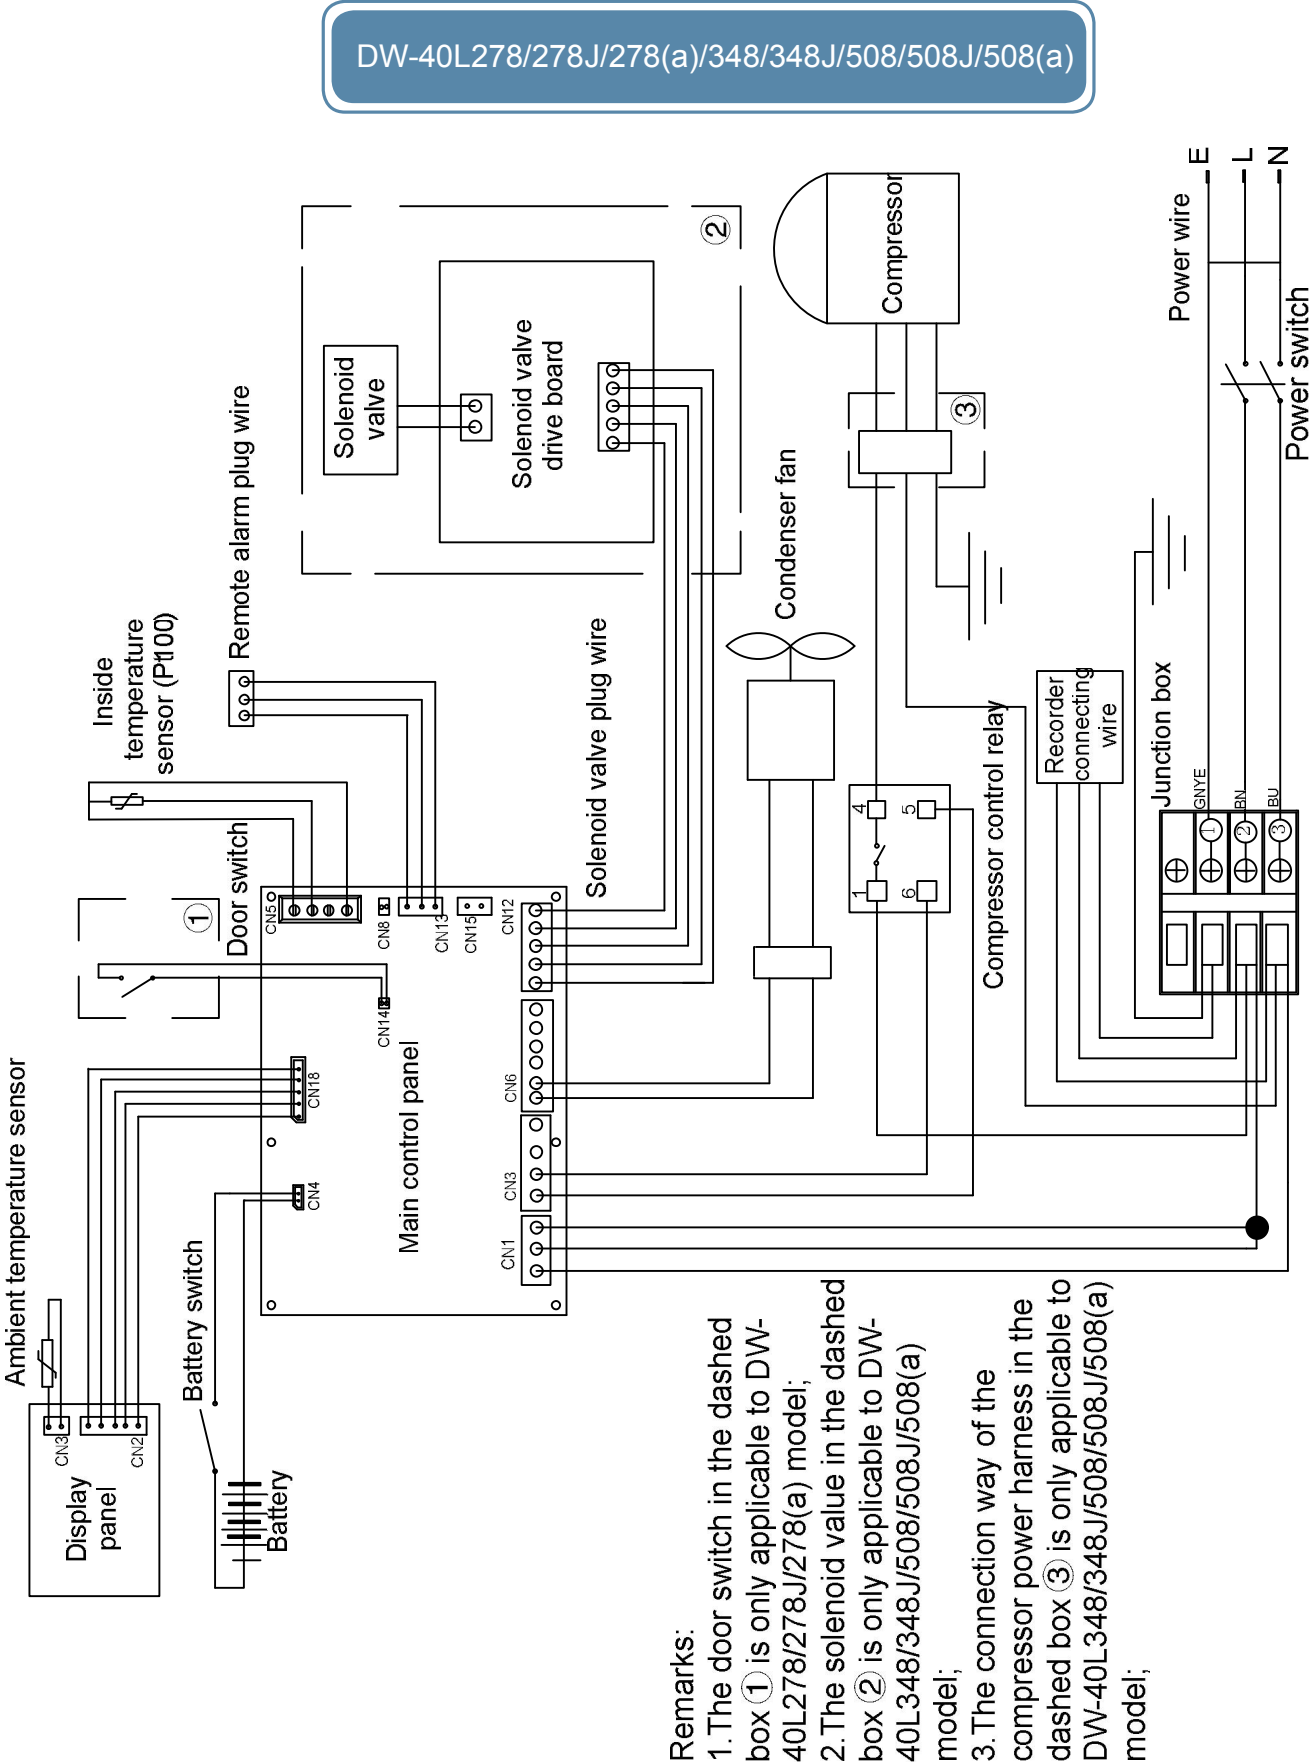 DW-40L278/278J/278(a)/348/348J/508/508J/508(a)
Ambient temperature sensor
Display
panel
CN3
CN2
Battery switch
Battery
CN4
CN18
Main control panel
1
Door switch
CN14
Inside
temperature
sensor (Pt100)
CN5
CN8
CN13
CN15
CN12
CN6
CN3
CN1
Remote alarm plug wire
2
Solenoid
valve
Solenoid valve
drive board
Solenoid valve plug wire
Condenser fan
Compressor
3
4
5
1
6
Compressor control relay
Recorder
connecting
wire
Junction box
GNYE
BN
BU
1
2
3
Power wire
E
L
N
Power switch
Remarks:
1.The door switch in the dashed
box ① is only applicable to DW-
40L278/278J/278(a) model;
2.The solenoid value in the dashed
box ② is only applicable to DW-
40L348/348J/508/508J/508(a)
model;
3.The connection way of the
compressor power harness in the
dashed box ③ is only applicable to
DW-40L348/348J/508/508J/508(a)
model;